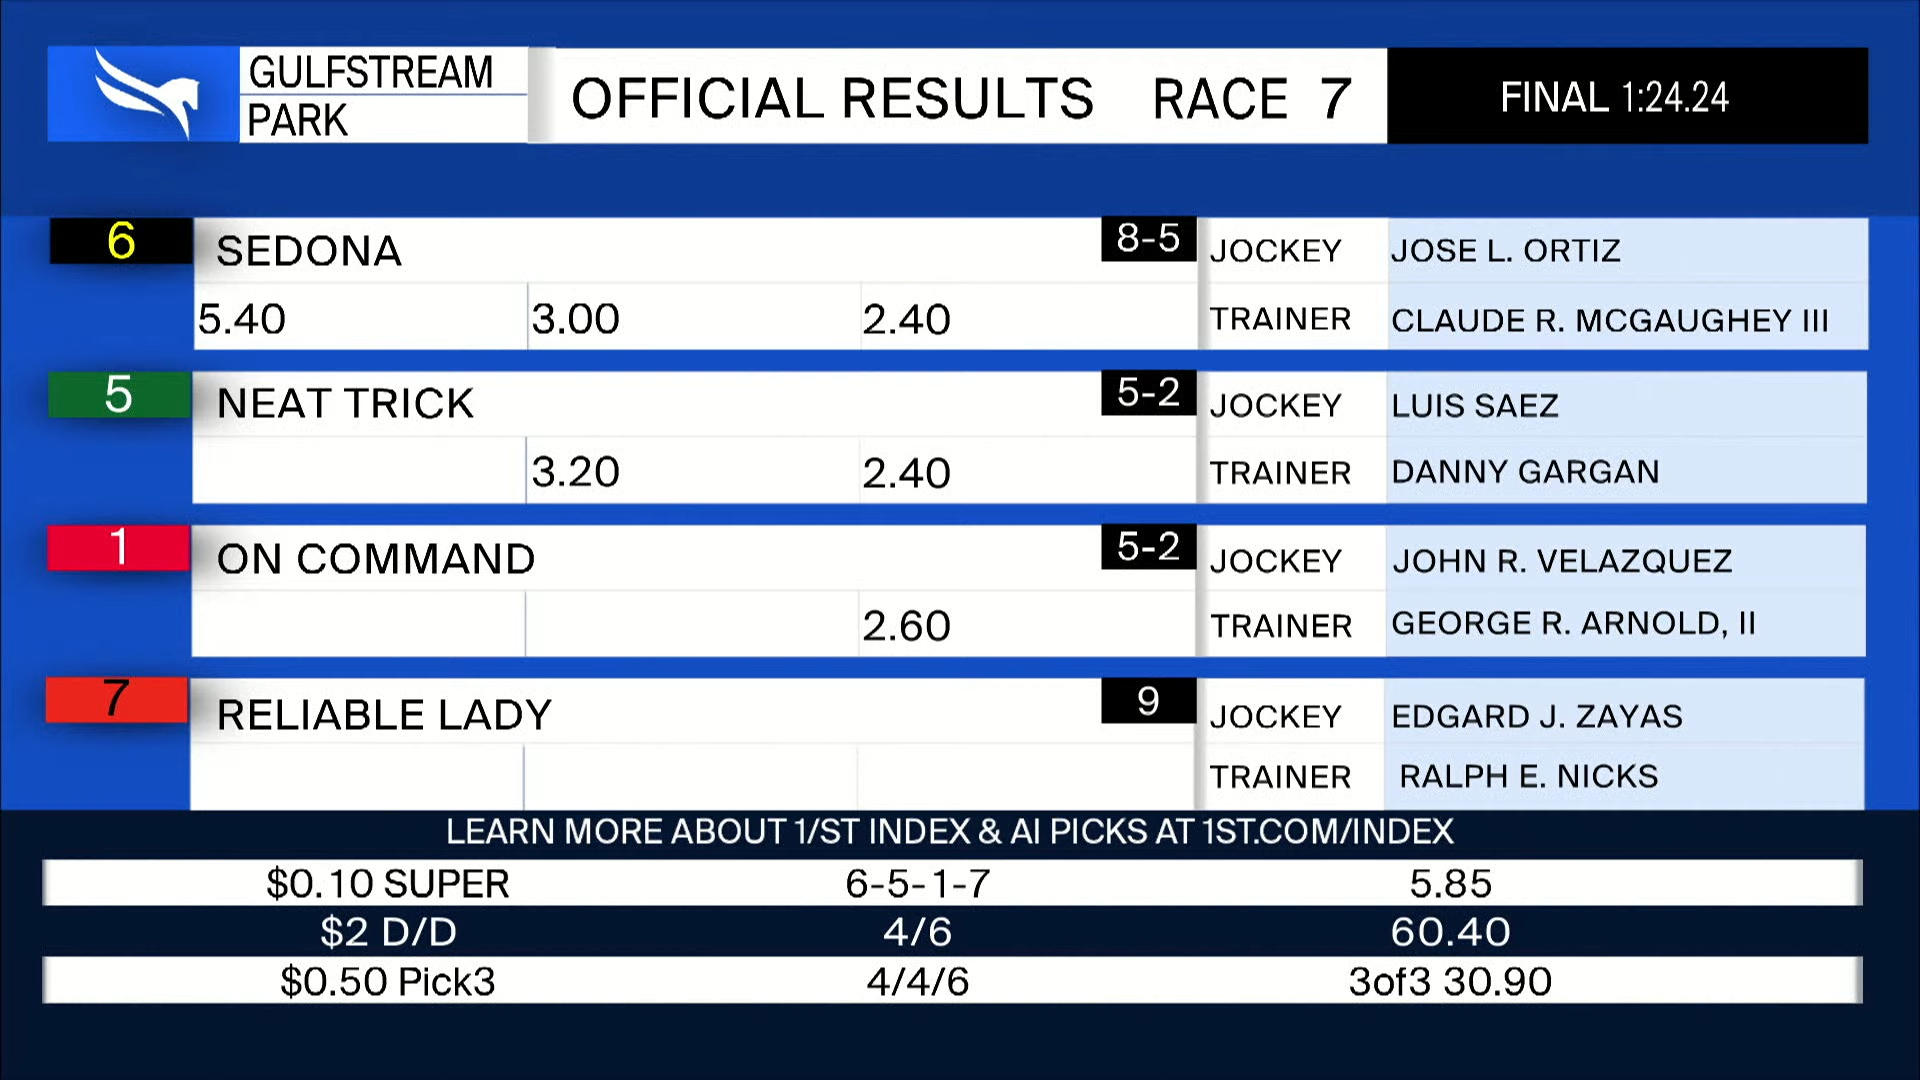 GULFSTREAM
PARK
OFFICIAL RESULTS RACE 7
FINAL 1:24.24
6 SEDONA 8-5 JOCKEY JOSE L. ORTIZ
5.40 3.00 2.40 TRAINER CLAUDE R. MCGAUGHEY III
5 NEAT TRICK 5-2 JOCKEY LUIS SAEZ
3.20 2.40 TRAINER DANNY GARGAN
1 ON COMMAND 5-2 JOCKEY JOHN R. VELAZQUEZ
2.60 TRAINER GEORGE R. ARNOLD, II
7 RELIABLE LADY 9 JOCKEY EDGARD J. ZAYAS
TRAINER RALPH E. NICKS
LEARN MORE ABOUT 1/ST INDEX & AI PICKS AT 1ST.COM/INDEX
$0.10 SUPER 6-5-1-7 5.85
$2 D/D 4/6 60.40
$0.50 Pick3 4/4/6 3of3 30.90